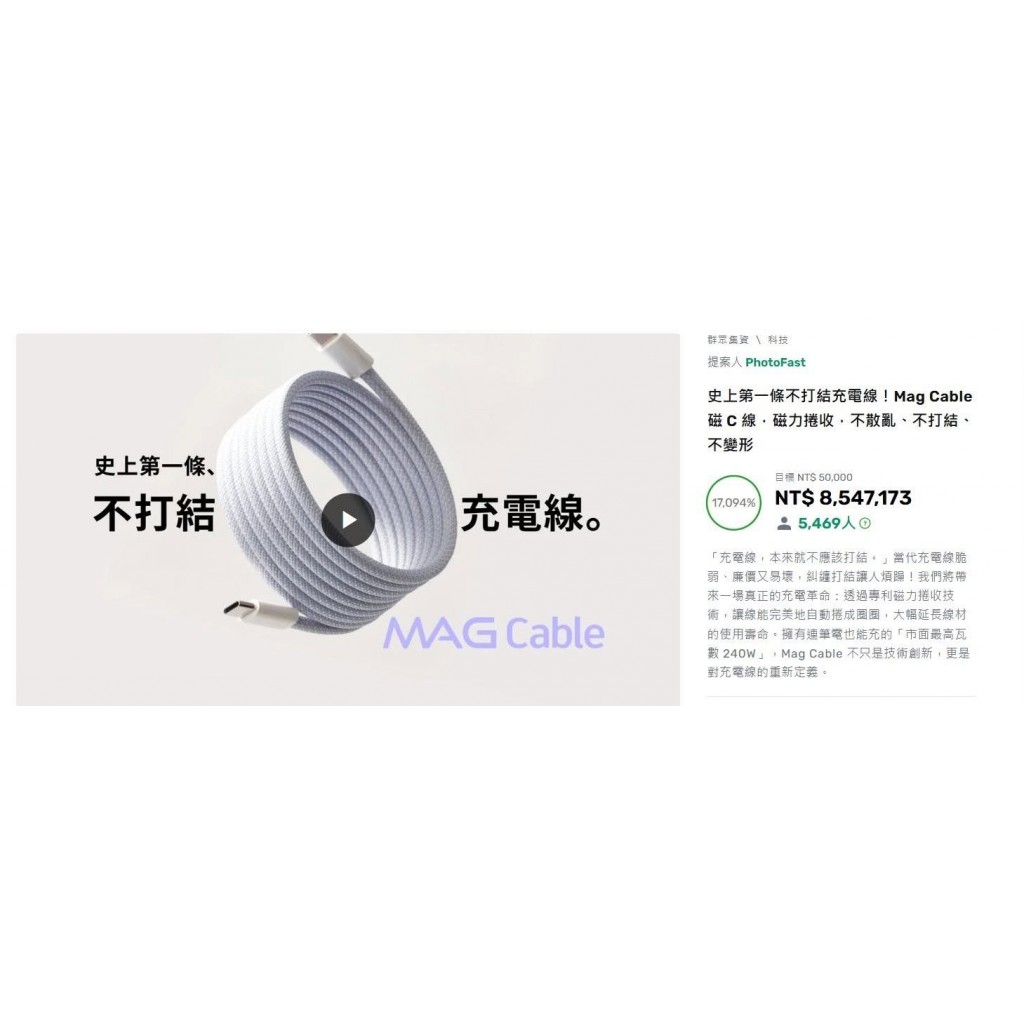 史上第一條、
不打結 充電線。
MAG Cable
群眾集資 \ 科技
提案人 PhotoFast
史上第一條不打結充電線！Mag Cable
磁 C 線，磁力捲收，不散亂、不打結、
不變形
17,094%
目標 NT$ 50,000
NT$ 8,547,173
5,469人
「充電線，本來就不應該打結。」當代充電線脆
弱、廉價又易壞，糾纏打結讓人煩躁！我們將帶
來一場真正的充電革命：透過專利磁力捲收技
術，讓線能完美地自動捲成圈圈，大幅延長線材
的使用壽命。擁有連筆電也能充的「市面最高瓦
數 240W」，Mag Cable 不只是技術創新，更是
對充電線的重新定義。